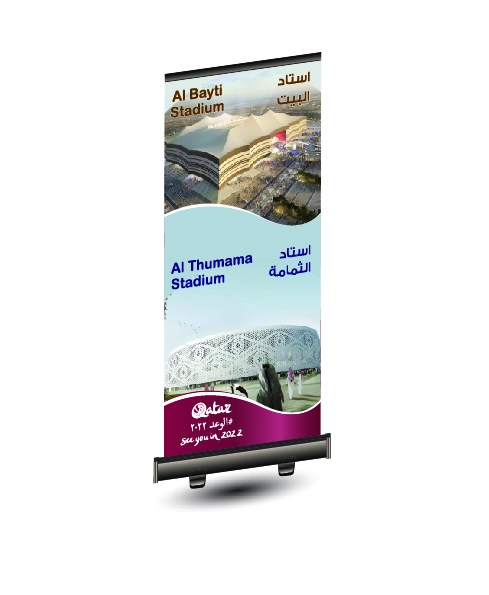 Al Bayti
Stadium
استاد
البيت
Al Thumama
Stadium
استاد
الثمامة
Qatar
#الوعد ٢٠٢٢
see you in 2022